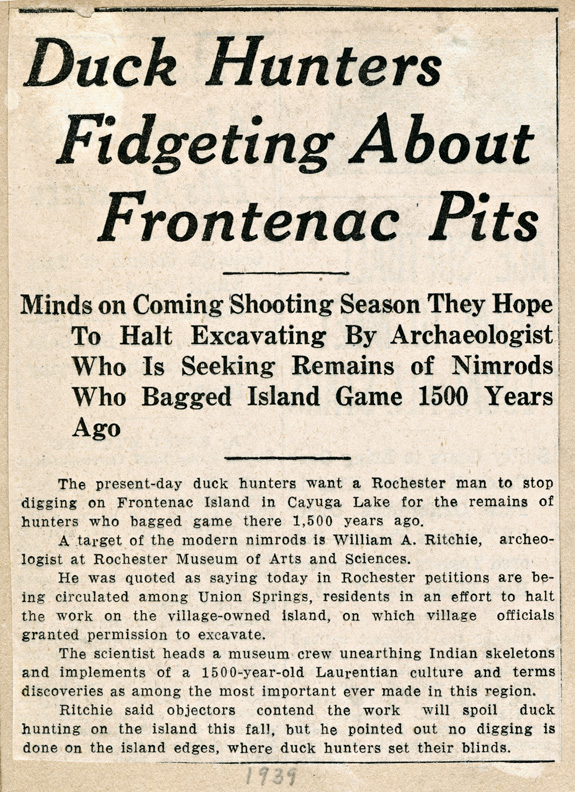 Duck Hunters
Fidgeting About
Frontenac Pits
Minds on Coming Shooting Season They Hope
To Halt Excavating By Archaeologist
Who Is Seeking Remains of Nimrods
Who Bagged Island Game 1500 Years
Ago
The present-day duck hunters want a Rochester man to stop
digging on Frontenac Island in Cayuga Lake for the remains of
hunters who bagged game there 1,500 years ago.
A target of the modern nimrods is William A. Ritchie, archeo-
logist at Rochester Museum of Arts and Sciences.
He was quoted as saying today in Rochester petitions are be-
ing circulated among Union Springs, residents in an effort to halt
the work on the village-owned island, on which village officials
granted permission to excavate.
The scientist heads a museum crew unearthing Indian skeletons
and implements of a 1500-year-old Laurentian culture and terms
discoveries as among the most important ever made in this region.
Ritchie said objectors contend the work will spoil duck
hunting on the island this fall, but he pointed out no digging is
done on the island edges, where duck hunters set their blinds.
1939